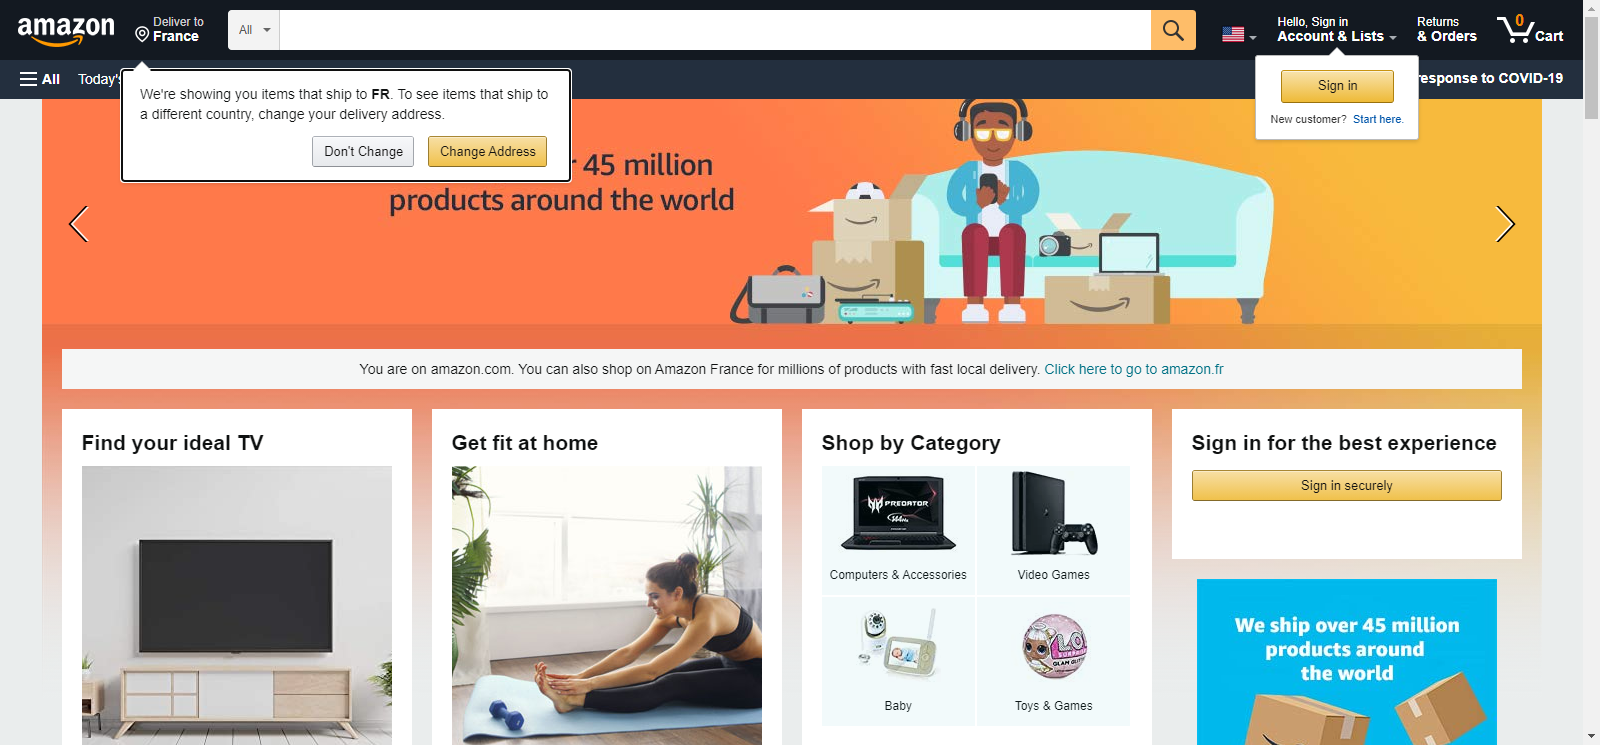 amazon
Deliver to
France
All
Hello, Sign in
Account & Lists
Returns
& Orders
0
Cart
All
Today's
response to COVID-19
We're showing you items that ship to FR. To see items that ship to
a different country, change your delivery address.
Don't Change
Change Address
Sign in
New customer? Start here.
45 million
products around the world
You are on amazon.com. You can also shop on Amazon France for millions of products with fast local delivery. Click here to go to amazon.fr
Find your ideal TV
Get fit at home
Shop by Category
PREDATOR
Computers & Accessories
Video Games
Baby
L.O.L.
SURPRISE
GLAM GLITTER
Toys & Games
Sign in for the best experience
Sign in securely
We ship over 45 million
products around
the world